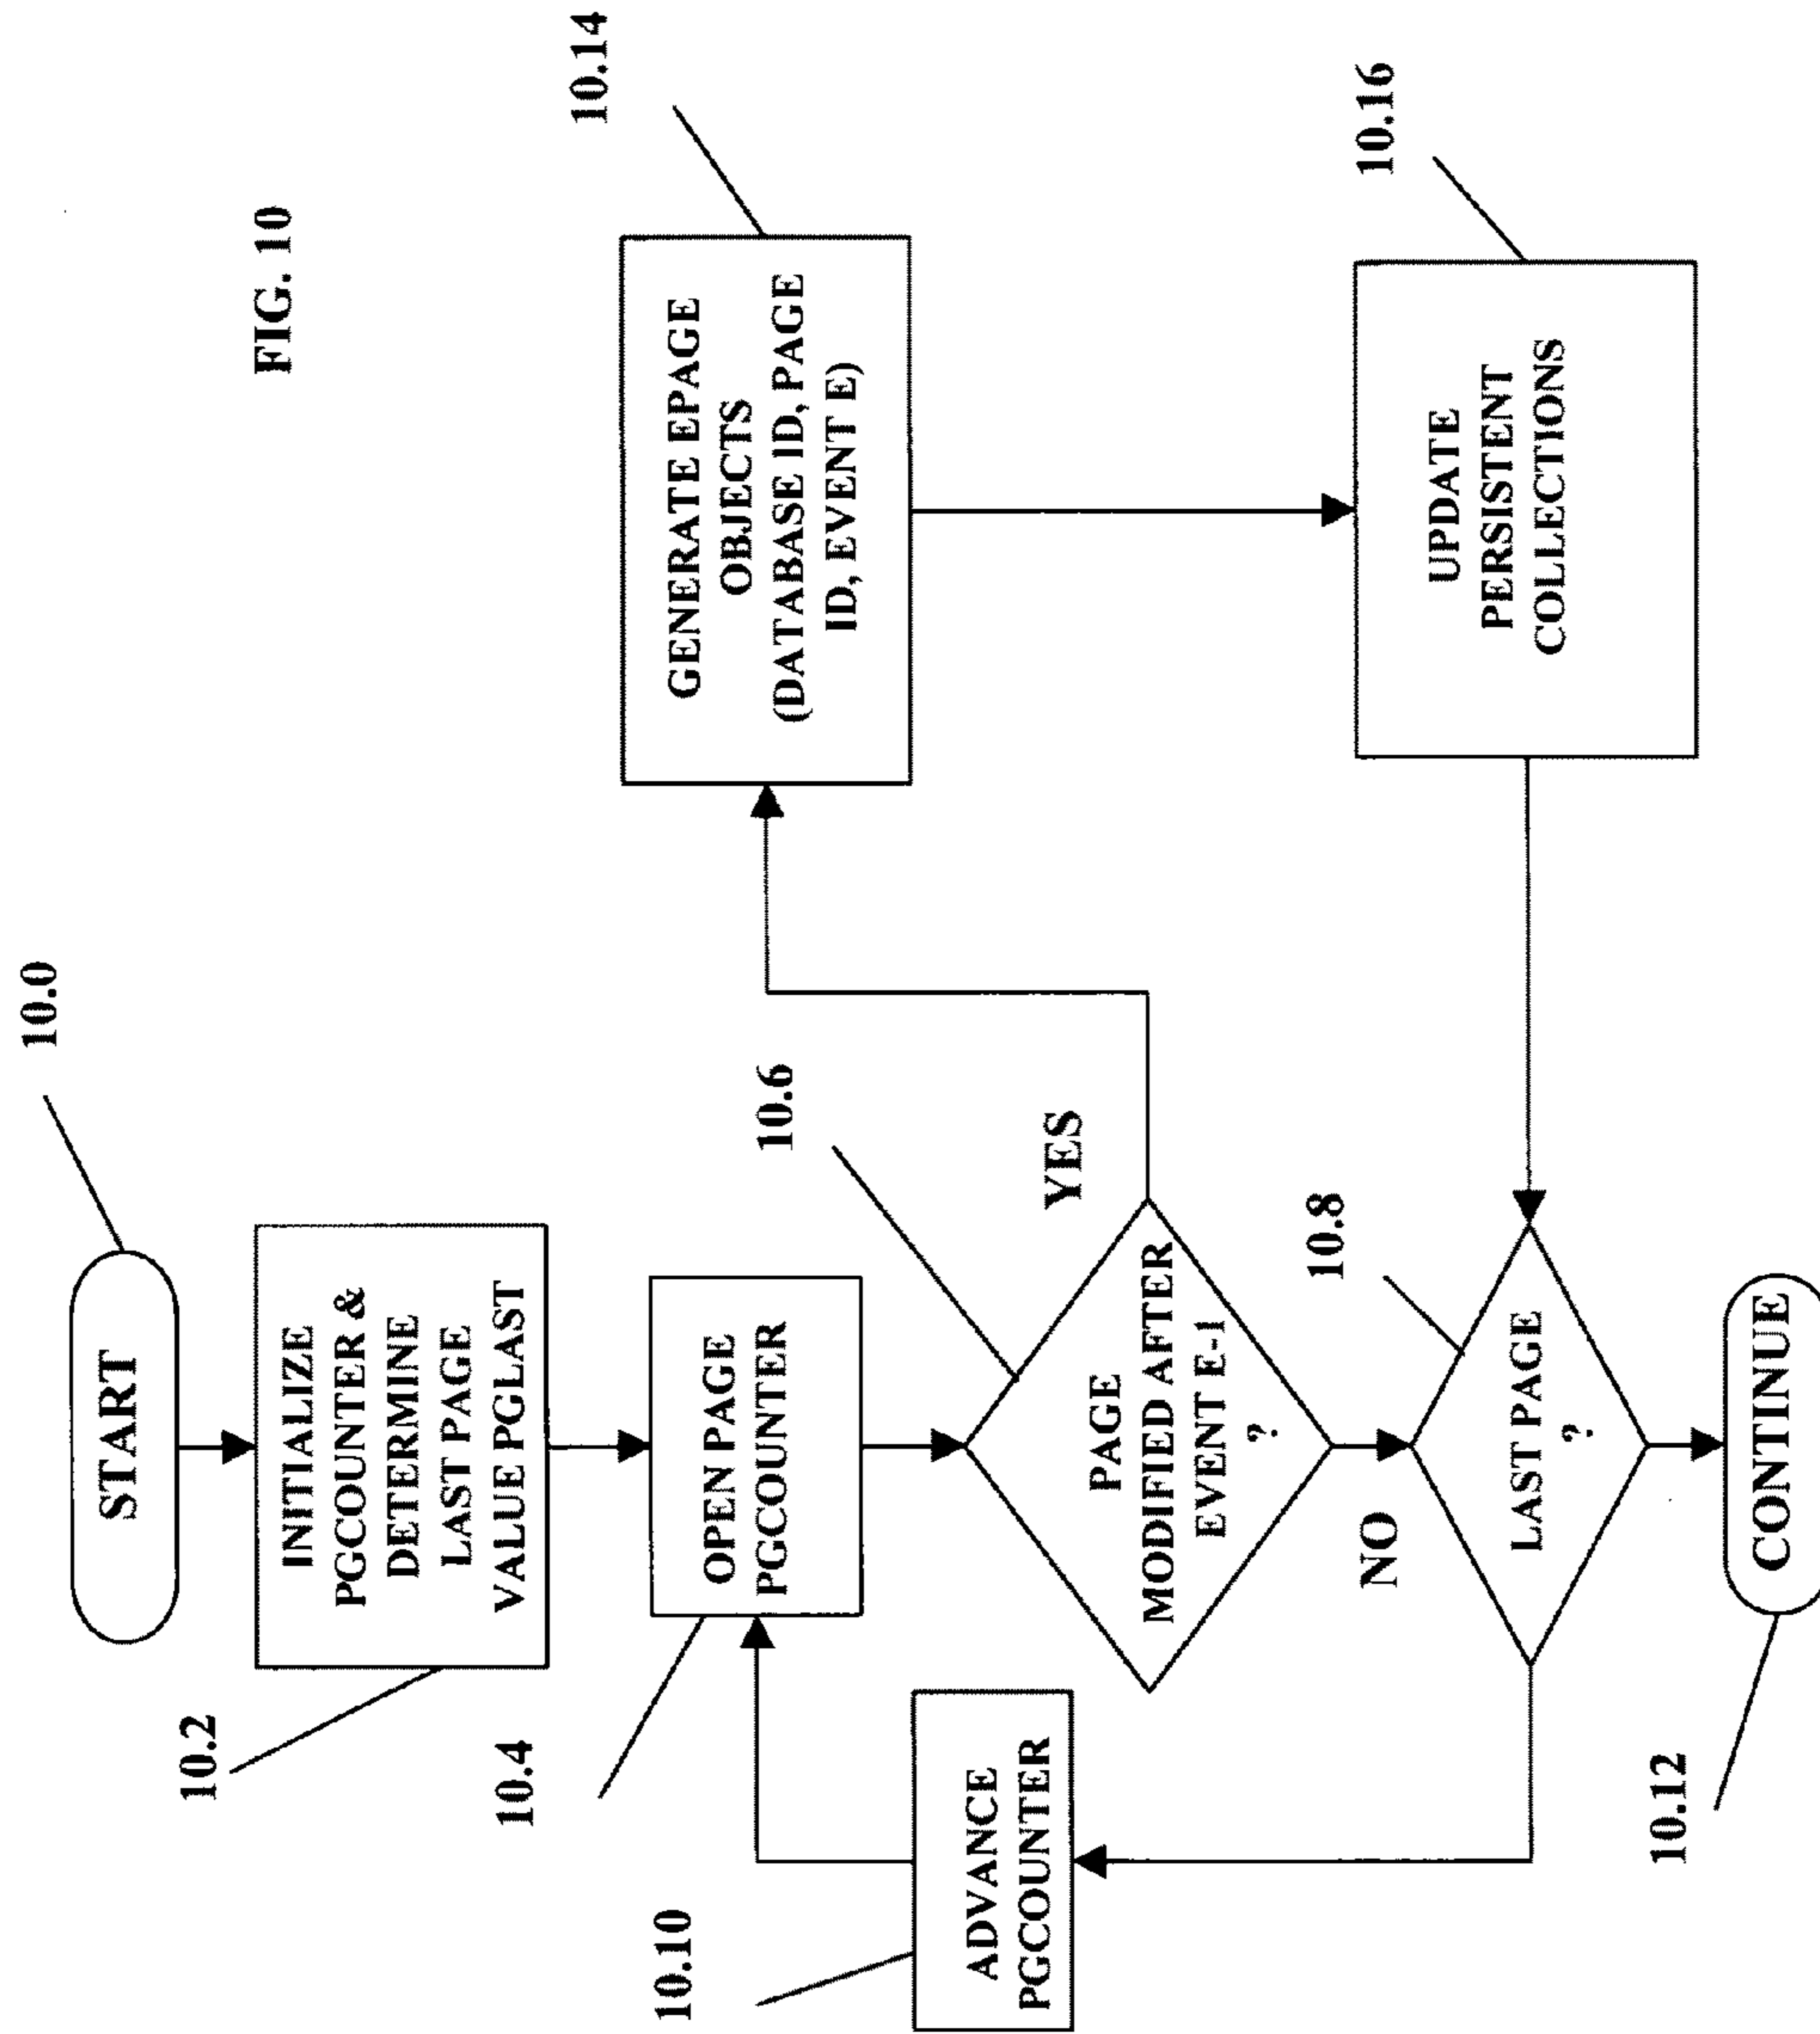 FIG. 10
10.0
START
10.2
INITIALIZE
PGCOUNTER &
DETERMINE
LAST PAGE
VALUE PGLAST
10.4
OPEN PAGE
PGCOUNTER
10.6
PAGE
MODIFIED AFTER
EVENT E-1
?
YES
NO
10.14
GENERATE EPAGE
OBJECTS
(DATABASE ID, PAGE
ID, EVENT E)
10.16
UPDATE
PERSISTENT
COLLECTIONS
10.8
LAST PAGE
?
10.10
ADVANCE
PGCOUNTER
10.12
CONTINUE